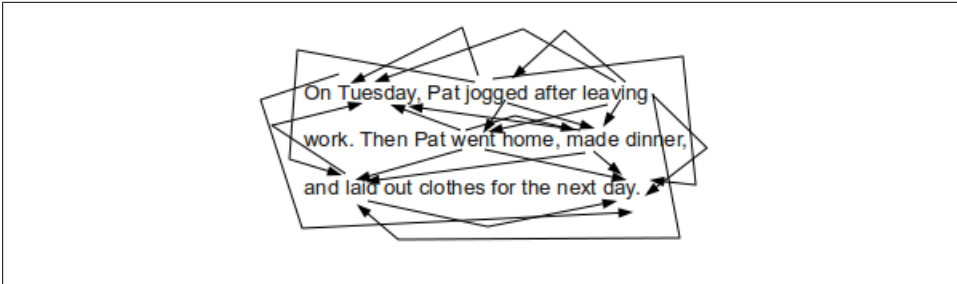 On Tuesday, Pat jogged after leaving
work. Then Pat went home, made dinner,
and laid out clothes for the next day.